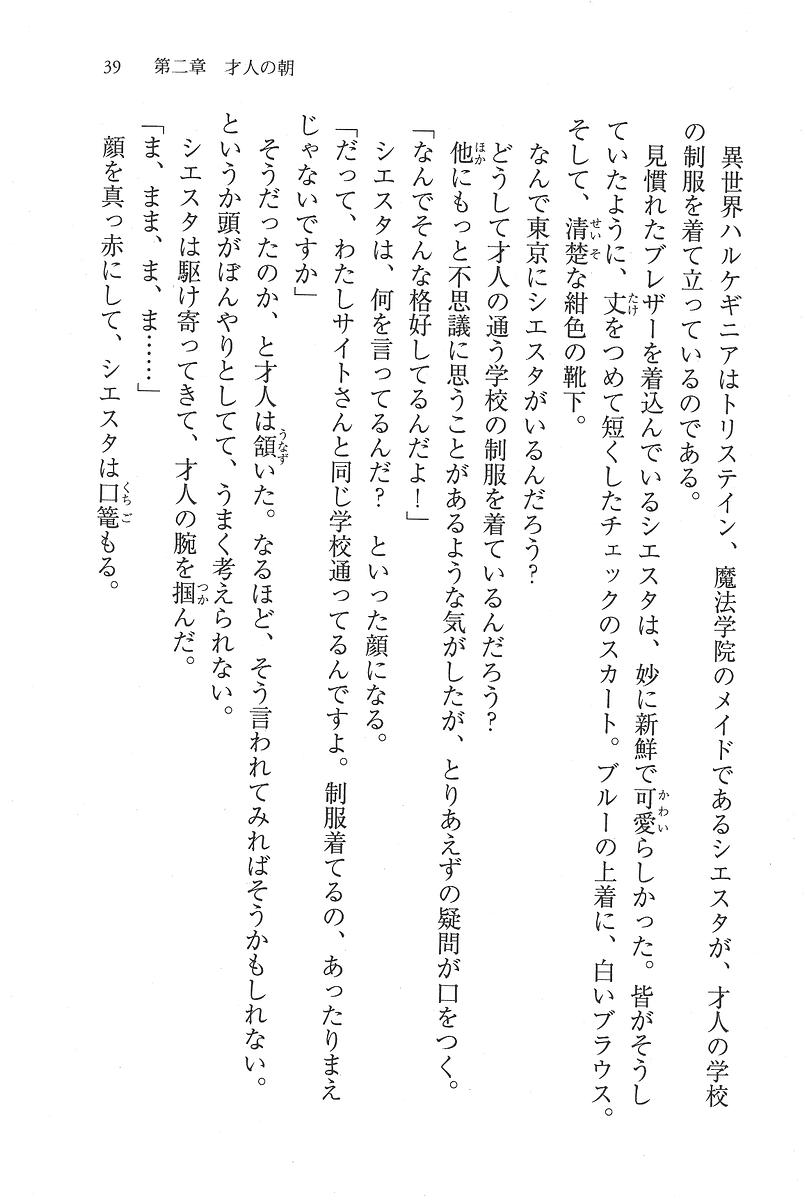 39　第二章　才人の朝
　異世界ハルケギニアはトリステイン、魔法学院のメイドであるシエスタが、才人の学校
の制服を着て立っているのである。
　見慣れたブレザーを着込んでいるシエスタは、妙に新鮮で可愛らしかった。皆がそうし
ていたように、丈をつめて短くしたチェックのスカート。ブルーの上着に、白いブラウス。
そして、清楚な紺色の靴下。
　なんで東京にシエスタがいるんだろう？
　どうして才人の通う学校の制服を着ているんだろう？
　他にもっと不思議に思うことがあるような気がしたが、とりあえずの疑問が口をつく。
「なんでそんな格好してるんだよ！」
　シエスタは、何を言ってるんだ？　といった顔になる。
「だって、わたしサイトさんと同じ学校通ってるんですよ。制服着てるの、あったりまえ
じゃないですか」
　そうだったのか、と才人は頷いた。なるほど、そう言われてみればそうかもしれない。
というか頭がぼんやりとしてて、うまく考えられない。
　シエスタは駆け寄ってきて、才人の腕を掴んだ。
「ま、まま、ま、ま……」
　顔を真っ赤にして、シエスタは口篭もる。